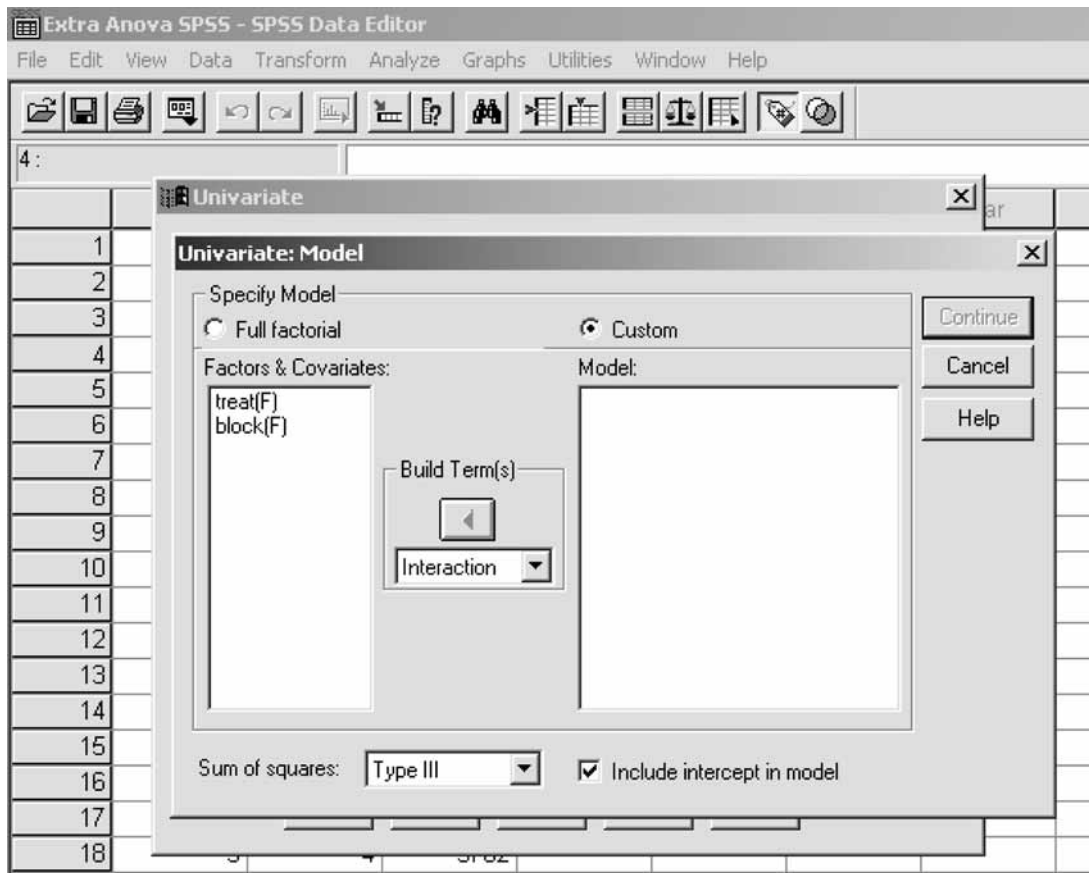 SPSS
Extra Anova SPSS - SPSS Data Editor
File Edit View Data Transform Analyze Graphs Utilities Window Help
4 :
Univariate
ar
1
Univariate: Model
2
Specify Model
3
Full factorial
Custom
Continue
4
Factors & Covariates:
Model:
Cancel
5
treat(F)
6
block(F)
Help
7
Build Term(s)
8
9
10
Interaction
11
12
13
14
15
Sum of squares:
Type III
Include intercept in model
16
17
18